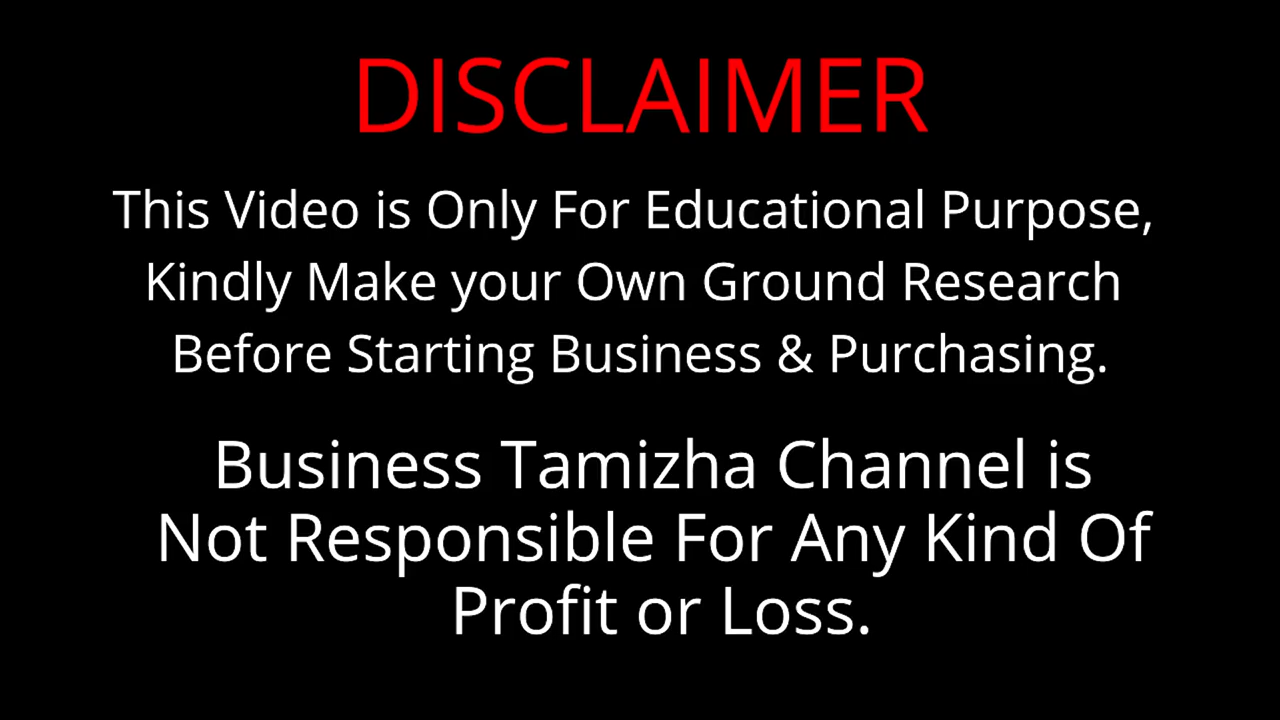 DISCLAIMER
This Video is Only For Educational Purpose,
Kindly Make your Own Ground Research
Before Starting Business & Purchasing.
Business Tamizha Channel is
Not Responsible For Any Kind Of
Profit or Loss.